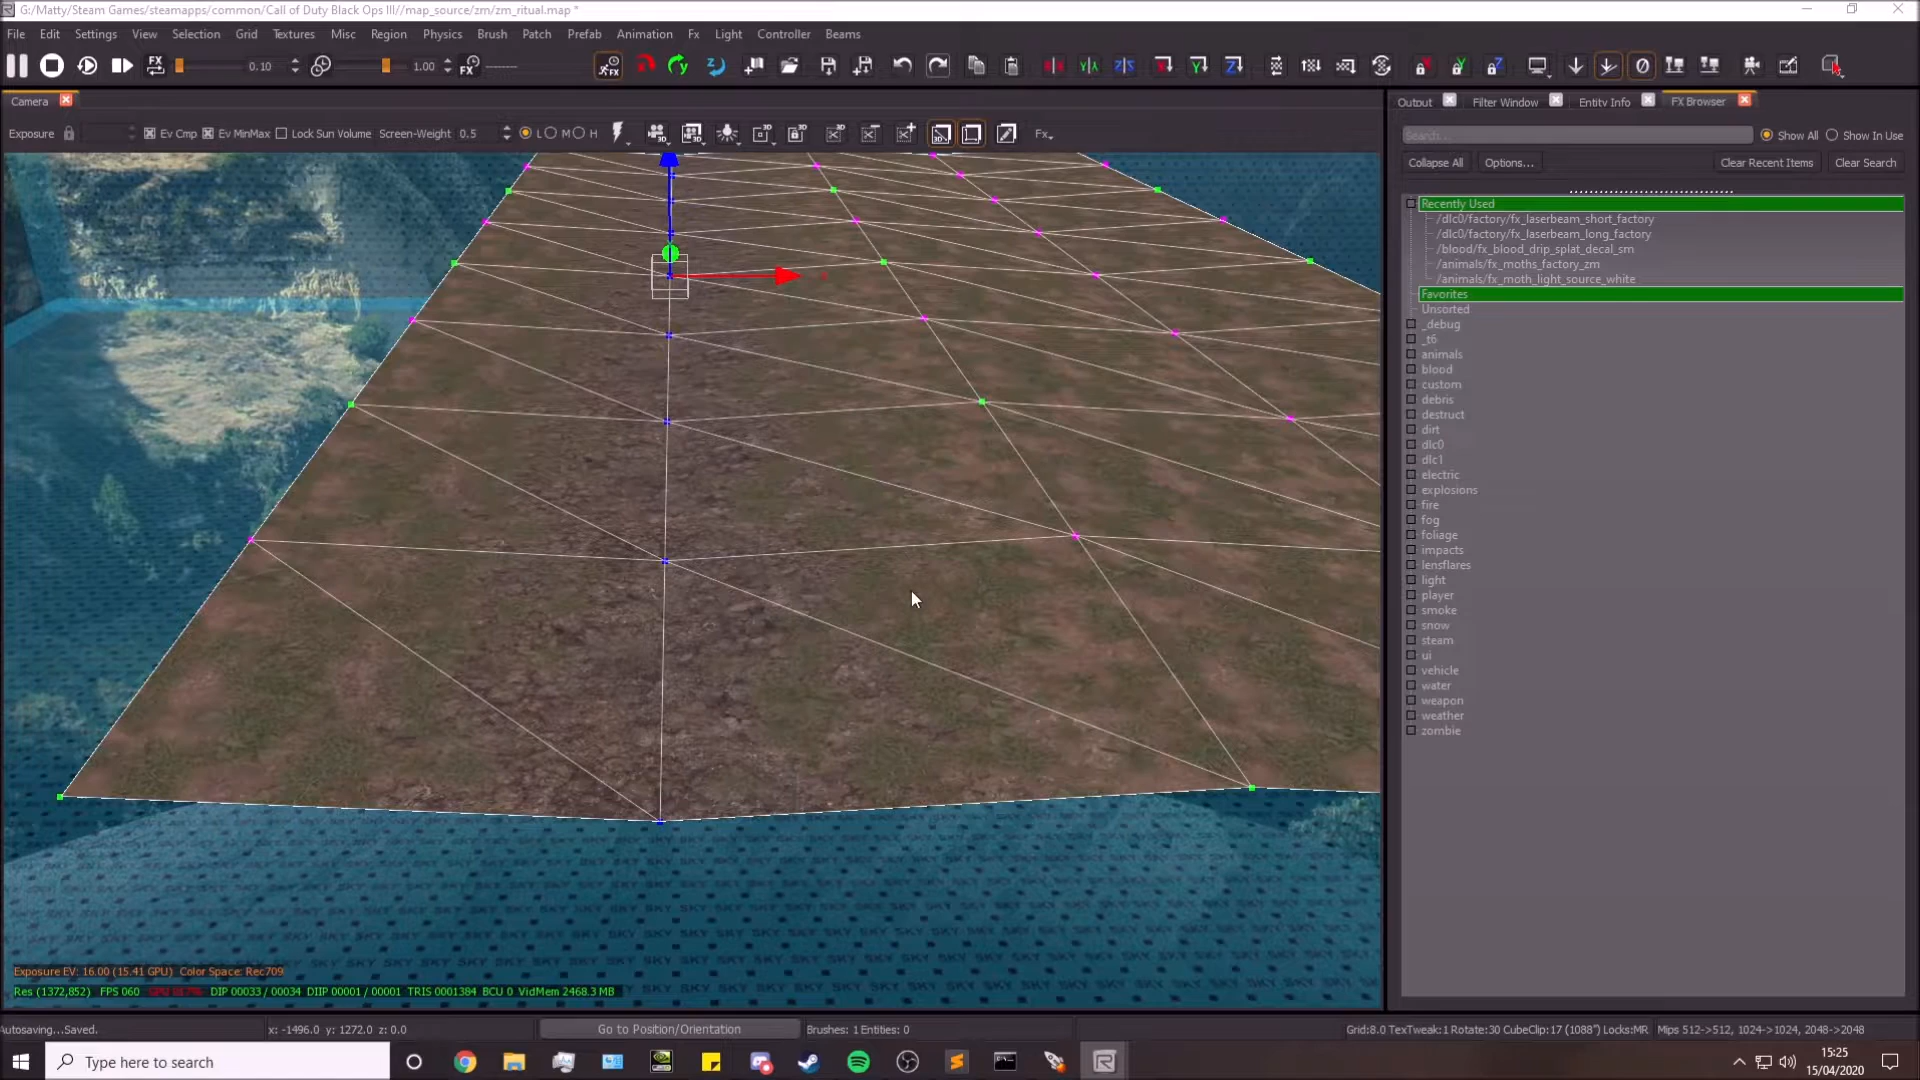 G:/Matty/Steam Games/steamapps/common/Call of Duty Black Ops III//map_source/zm/zm_ritual.map *
File Edit Settings View Selection Grid Textures Misc Region Physics Brush Patch Prefab Animation Fx Light Controller Beams
FX 0.10 1.00 FX
Camera
Output Filter Window Entity Info FX Browser
Exposure Ev Cmp Ev MinMax Lock Sun Volume Screen-Weight 0.5 L M H Fx
Search... Show All Show In Use
Collapse All Options... Clear Recent Items Clear Search
Recently Used
/dlc0/factory/fx_laserbeam_short_factory
/dlc0/factory/fx_laserbeam_long_factory
/blood/fx_blood_drip_splat_decal_sm
/animals/fx_moths_factory_zm
/animals/fx_moth_light_source_white
Favorites
Unsorted
_debug
_t6
animals
blood
custom
debris
destruct
dirt
dlc0
dlc1
electric
explosions
fire
fog
foliage
impacts
lensflares
light
player
smoke
snow
steam
ui
vehicle
water
weapon
weather
zombie
SKY SKY SKY SKY SKY SKY
Exposure EV: 16.00 (15.41 GPU) Color Space: Rec709
Res (1372,852) FPS 060 DIP 00033 / 00034 DIIP 00001 / 00001 TRIS 0001384 BCU 0 VidMem 2468.3 MB
Autosaving...Saved. x: -1496.0 y: 1272.0 z: 0.0 Go to Position/Orientation Brushes: 1 Entities: 0 Grid:8.0 TexTweak:1 Rotate:30 CubeClip:17 (1088") Locks:MR Mips 512->512, 1024->1024, 2048->2048
Type here to search
15:25
15/04/2020